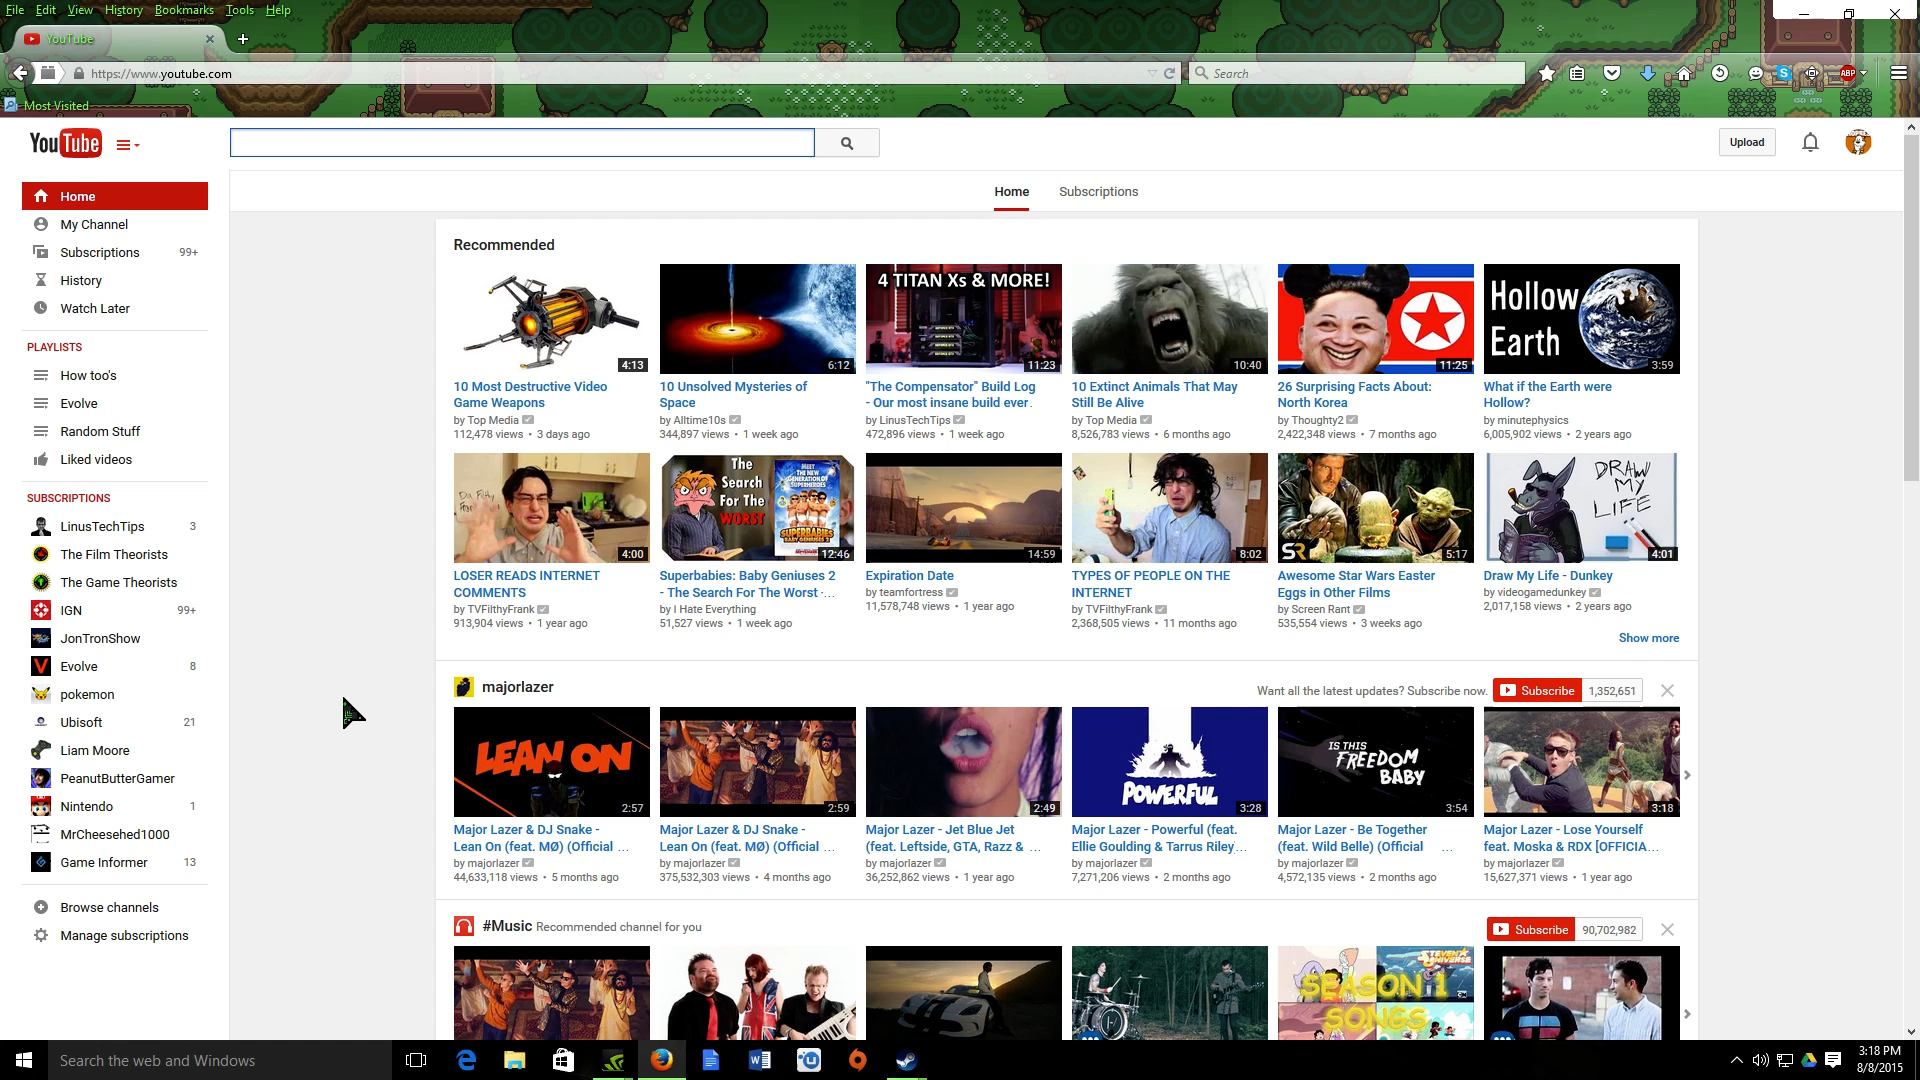 File Edit View History Bookmarks Tools Help
YouTube
https://www.youtube.com
Search
ABP
Most Visited
YouTube
Upload
Home
My Channel
Subscriptions 99+
History
Watch Later
PLAYLISTS
How too's
Evolve
Random Stuff
Liked videos
SUBSCRIPTIONS
LinusTechTips 3
The Film Theorists
The Game Theorists
IGN 99+
JonTronShow
Evolve 8
pokemon
Ubisoft 21
Liam Moore
PeanutButterGamer
Nintendo 1
MrCheesehed1000
Game Informer 13
Browse channels
Manage subscriptions
Home Subscriptions
Recommended
4:13
10 Most Destructive Video
Game Weapons
by Top Media
112,478 views • 3 days ago
6:12
10 Unsolved Mysteries of
Space
by Alltime10s
344,897 views • 1 week ago
4 TITAN Xs & MORE!
11:23
"The Compensator" Build Log
- Our most insane build ever.
by LinusTechTips
472,896 views • 1 week ago
10:40
10 Extinct Animals That May
Still Be Alive
by Top Media
8,526,783 views • 6 months ago
11:25
26 Surprising Facts About:
North Korea
by Thoughty2
2,422,348 views • 7 months ago
Hollow
Earth
3:59
What if the Earth were
Hollow?
by minutephysics
6,005,902 views • 2 years ago
4:00
LOSER READS INTERNET
COMMENTS
by TVFilthyFrank
913,904 views • 1 year ago
The
Search
For The
WORST
MEET THE NEW
GENERATION OF
SUPERHEROES
SUPERBABIES
BABY GENIUSES 2
12:46
Superbabies: Baby Geniuses 2
- The Search For The Worst -...
by I Hate Everything
51,527 views • 1 week ago
14:59
Expiration Date
by teamfortress
11,578,748 views • 1 year ago
8:02
TYPES OF PEOPLE ON THE
INTERNET
by TVFilthyFrank
2,368,505 views • 11 months ago
SR
5:17
Awesome Star Wars Easter
Eggs in Other Films
by Screen Rant
535,554 views • 3 weeks ago
DRAW
MY
LIFE
4:01
Draw My Life - Dunkey
by videogamedunkey
2,017,158 views • 2 years ago
Show more
majorlazer
Want all the latest updates? Subscribe now. Subscribe 1,352,651
LEAN ON
2:57
Major Lazer & DJ Snake -
Lean On (feat. MØ) (Official ...
by majorlazer
44,633,118 views • 5 months ago
2:59
Major Lazer & DJ Snake -
Lean On (feat. MØ) (Official ...
by majorlazer
375,532,303 views • 4 months ago
2:49
Major Lazer - Jet Blue Jet
(feat. Leftside, GTA, Razz & ...
by majorlazer
36,252,862 views • 1 year ago
POWERFUL
3:28
Major Lazer - Powerful (feat.
Ellie Goulding & Tarrus Riley...
by majorlazer
7,271,206 views • 2 months ago
IS THIS
FREEDOM
BABY
3:54
Major Lazer - Be Together
(feat. Wild Belle) (Official ...
by majorlazer
4,572,135 views • 2 months ago
3:18
Major Lazer - Lose Yourself
feat. Moska & RDX [OFFICIA...
by majorlazer
15,627,371 views • 1 year ago
#Music Recommended channel for you
Subscribe 90,702,982
STEVEN UNIVERSE
SEASON 1
SONGS
Search the web and Windows
3:18 PM
8/8/2015